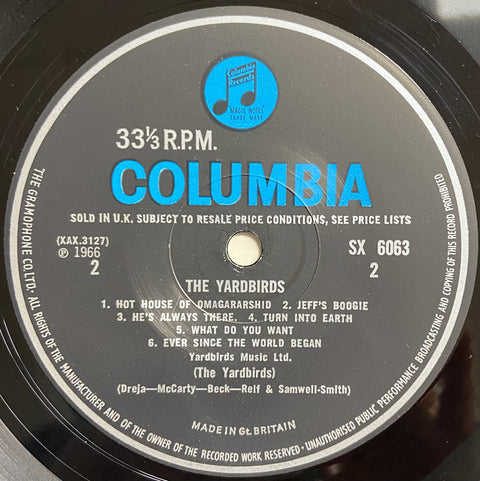 Columbia
Records
MAGIC NOTES
TRADE MARK
33⅓ R.P.M.
COLUMBIA
SOLD IN U.K. SUBJECT TO RESALE PRICE CONDITIONS, SEE PRICE LISTS
(XAX.3127)
℗ 1966
2
SX 6063
2
THE YARDBIRDS
1. HOT HOUSE OF OMAGARARSHID 2. JEFF'S BOOGIE
3. HE'S ALWAYS THERE. 4. TURN INTO EARTH
5. WHAT DO YOU WANT
6. EVER SINCE THE WORLD BEGAN
Yardbirds Music Ltd.
(The Yardbirds)
(Dreja—McCarty—Beck—Relf & Samwell-Smith)
MADE IN Gt. BRITAIN
THE GRAMOPHONE CO. LTD. ALL RIGHTS OF THE MANUFACTURER AND OF THE OWNER OF THE RECORDED WORK RESERVED · UNAUTHORISED PUBLIC PERFORMANCE BROADCASTING AND COPYING OF THIS RECORD PROHIBITED